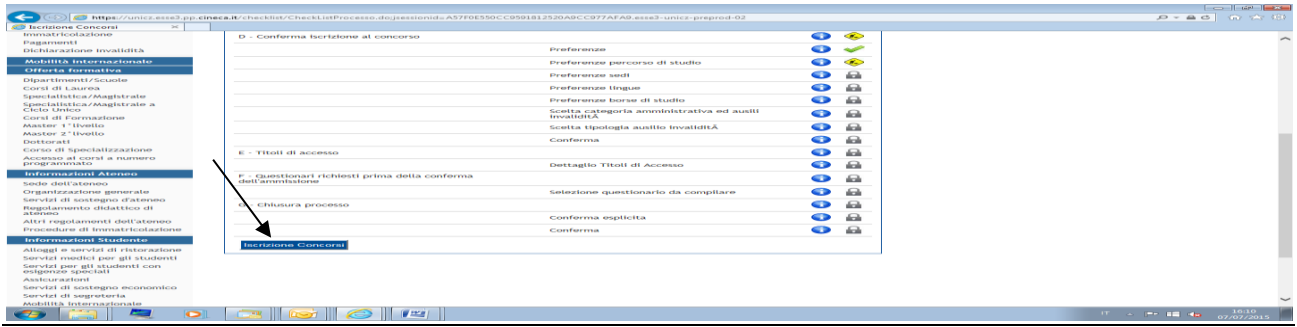 https://unicz.esse3.pp.cineca.it/checklist/CheckListProcesso.do;jsessionid=A57F0E550CC9591812520A9CC977AFA9.esse3-unicz-preprod-02
Iscrizione Concorsi
Immatricolazione
Pagamenti
Dichiarazione Invalidità
Mobilità internazionale
Offerta formativa
Dipartimenti/Scuole
Corsi di Laurea
Specialistica/Magistrale
Specialistica/Magistrale a
Ciclo Unico
Corsi di Formazione
Master 1°livello
Master 2°livello
Dottorati
Corso di Specializzazione
Accesso ai corsi a numero
programmato
Informazioni Ateneo
Sede dell'ateneo
Organizzazione generale
Servizi di sostegno d'ateneo
Regolamento didattico di
ateneo
Altri regolamenti dell'ateneo
Procedure di Immatricolazione
Informazioni Studente
Alloggi e servizi di ristorazione
Servizi medici per gli studenti
Servizi per gli studenti con
esigenze speciali
Assicurazioni
Servizi di sostegno economico
Servizi di segreteria
Mobilità internazionale
D - Conferma iscrizione al concorso
Preferenze
Preferenze percorso di studio
Preferenze sedi
Preferenze lingue
Preferenze borse di studio
Scelta categoria amministrativa ed ausili
invaliditÃ
Scelta tipologia ausilio invaliditÃ
Conferma
E - Titoli di accesso
Dettaglio Titoli di Accesso
F - Questionari richiesti prima della conferma
dell'ammissione
Selezione questionario da compilare
G - Chiusura processo
Conferma esplicita
Conferma
Iscrizione Concorsi
IT
16:10
07/07/2015